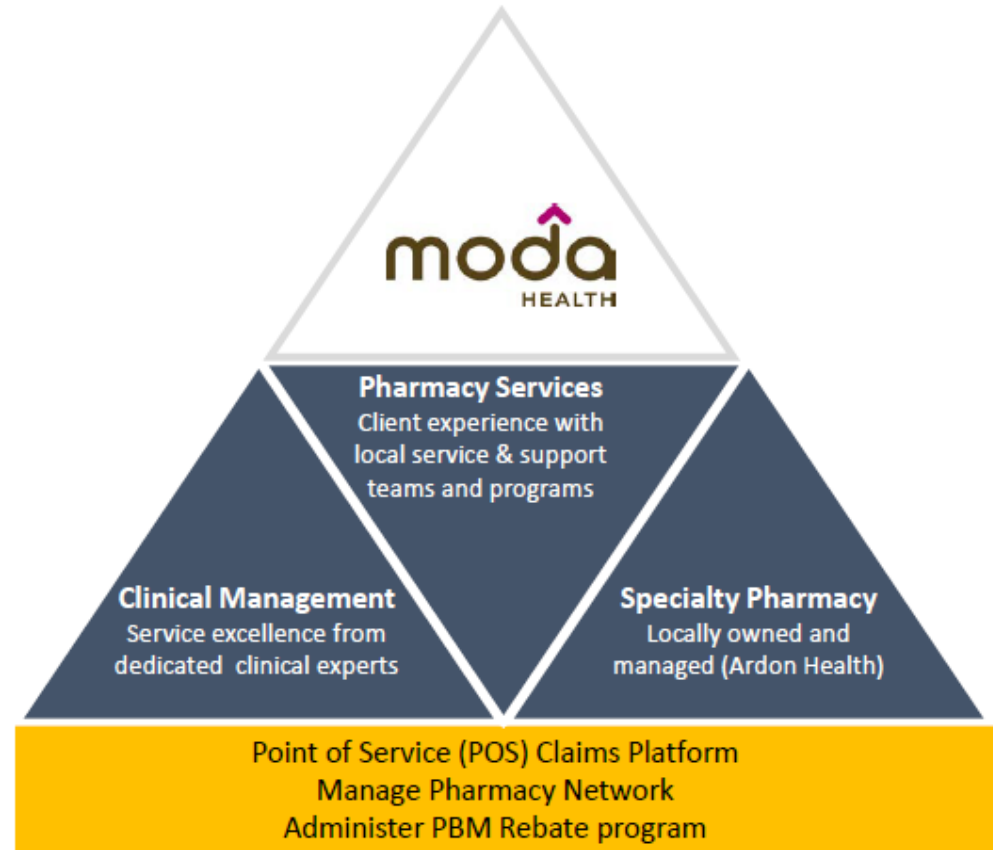 moda
HEALTH
Pharmacy Services
Client experience with
local service & support
teams and programs
Clinical Management
Service excellence from
dedicated clinical experts
Specialty Pharmacy
Locally owned and
managed (Ardon Health)
Point of Service (POS) Claims Platform
Manage Pharmacy Network
Administer PBM Rebate program